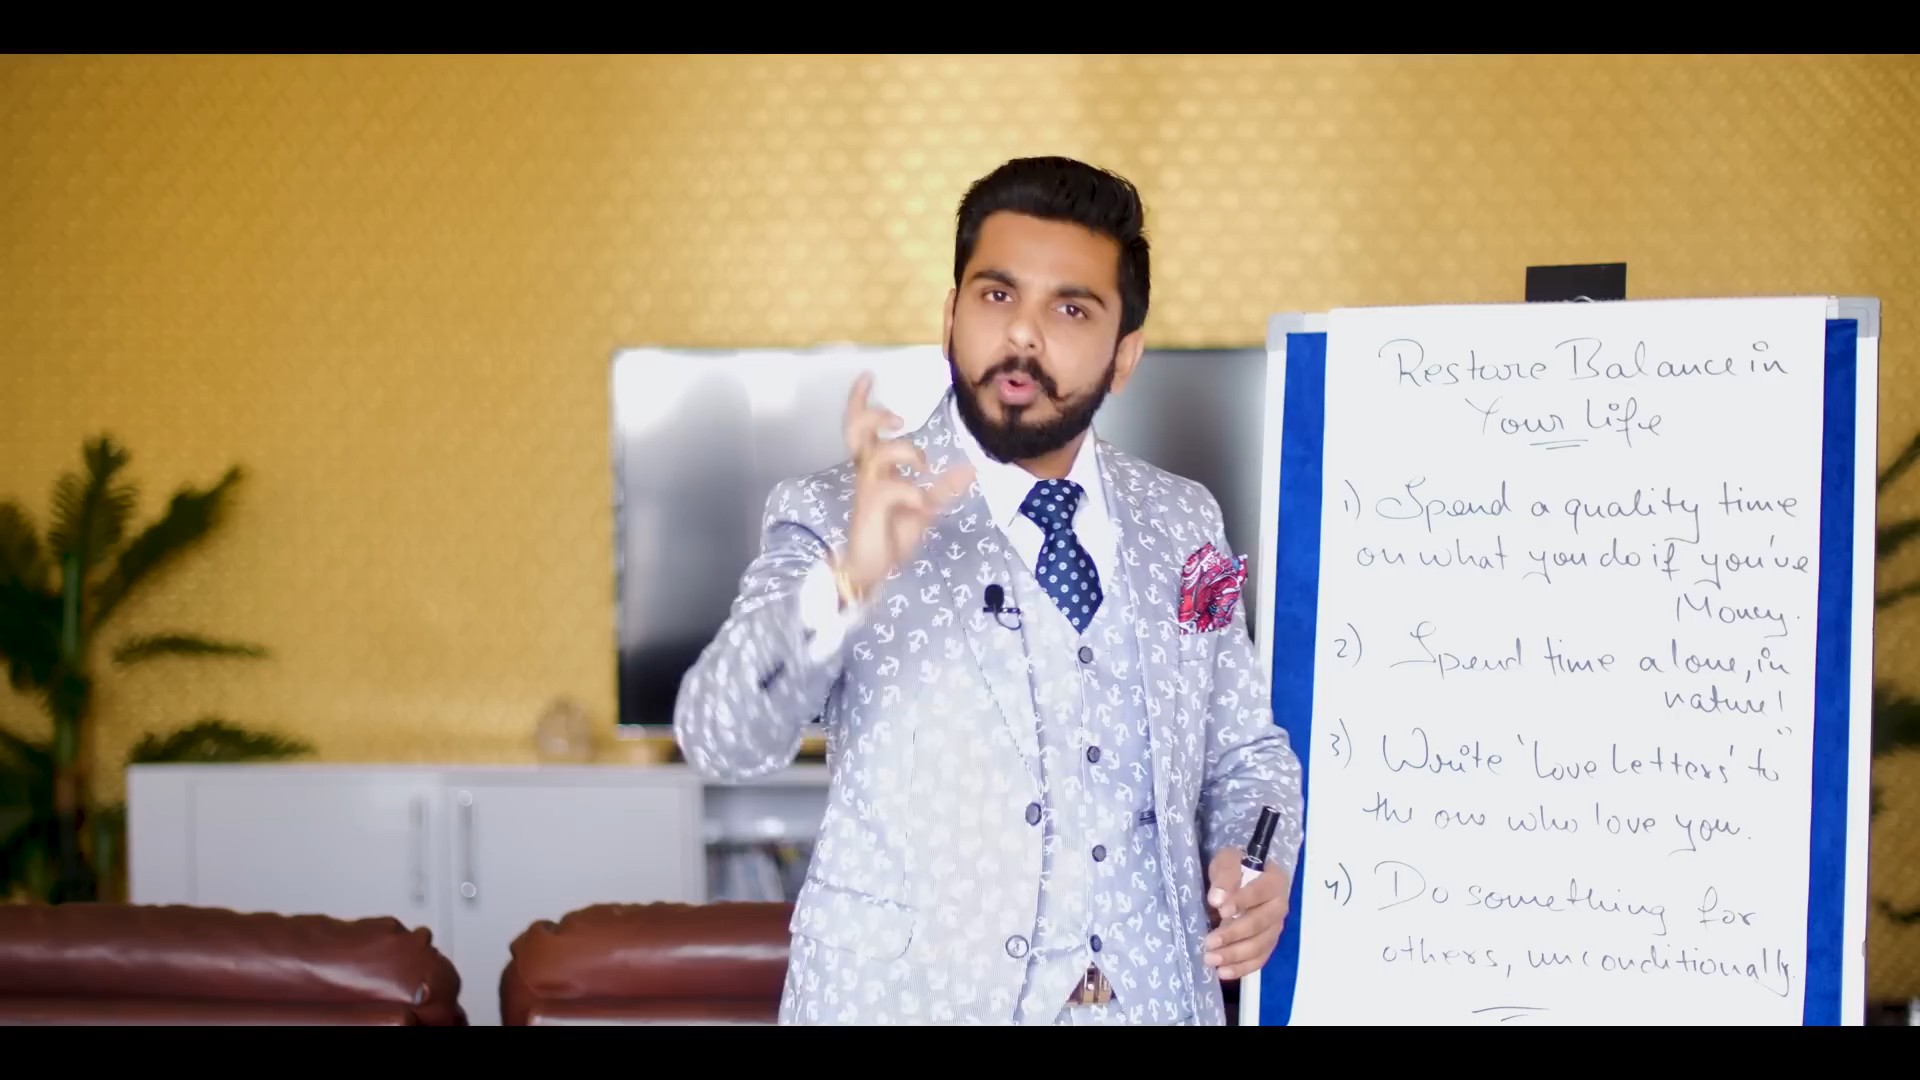 Restore Balance in
Your Life
1) Spend a quality time
on what you do if you've
Money.
2) Spend time alone, in
nature!
3) Write 'love letters' to
the one who love you.
4) Do something for
others, unconditionally.